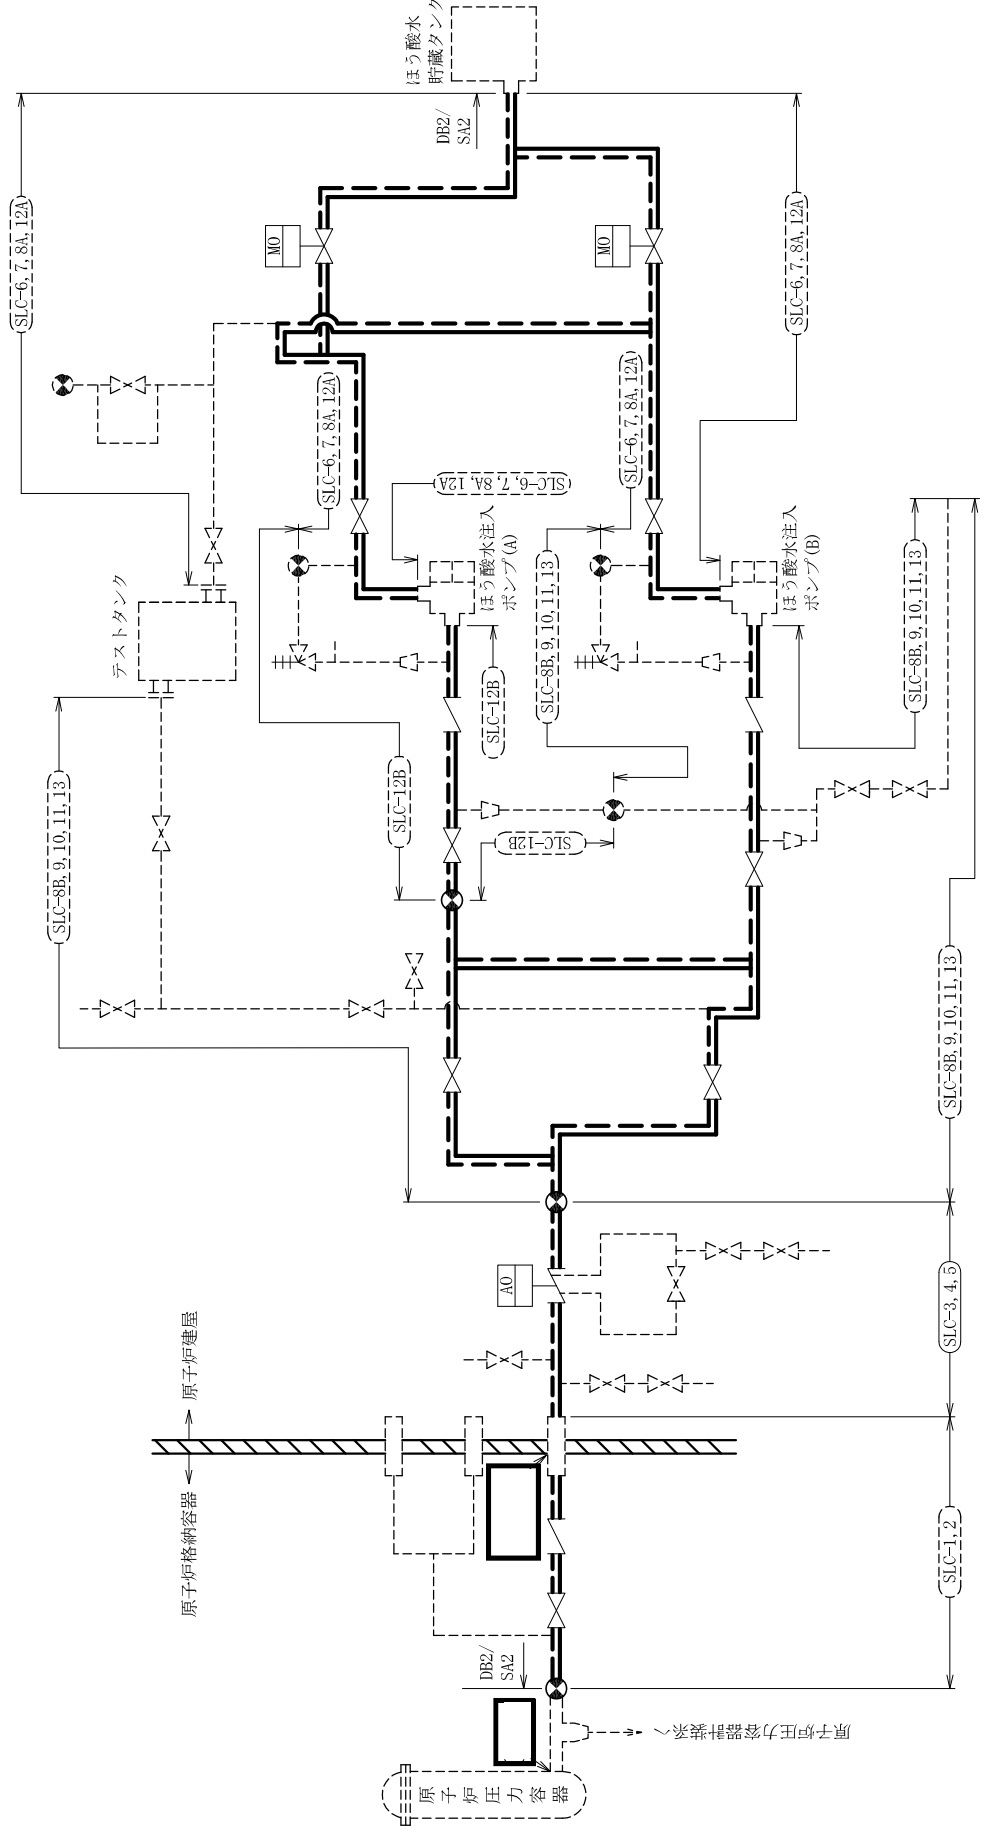 ほう酸水
貯蔵タンク
DB2/
SA2
SLC-6, 7, 8A, 12A
SLC-6, 7, 8A, 12A
MO
MO
SLC-6, 7, 8A, 12A
SLC-6, 7, 8A, 12A
SLC-6, 7, 8A, 12A
テストタンク
ほう酸水注入
ポンプ(A)
ほう酸水注入
ポンプ(B)
SLC-8B, 9, 10, 11, 13
SLC-8B, 9, 10, 11, 13
SLC-12B
SLC-12B
SLC-12B
SLC-8B, 9, 10, 11, 13
SLC-8B, 9, 10, 11, 13
AO
SLC-3, 4, 5
原子炉建屋
原子炉格納容器
SLC-1, 2
DB2/
SA2
原子炉圧力容器計装系へ
原子炉圧力容器